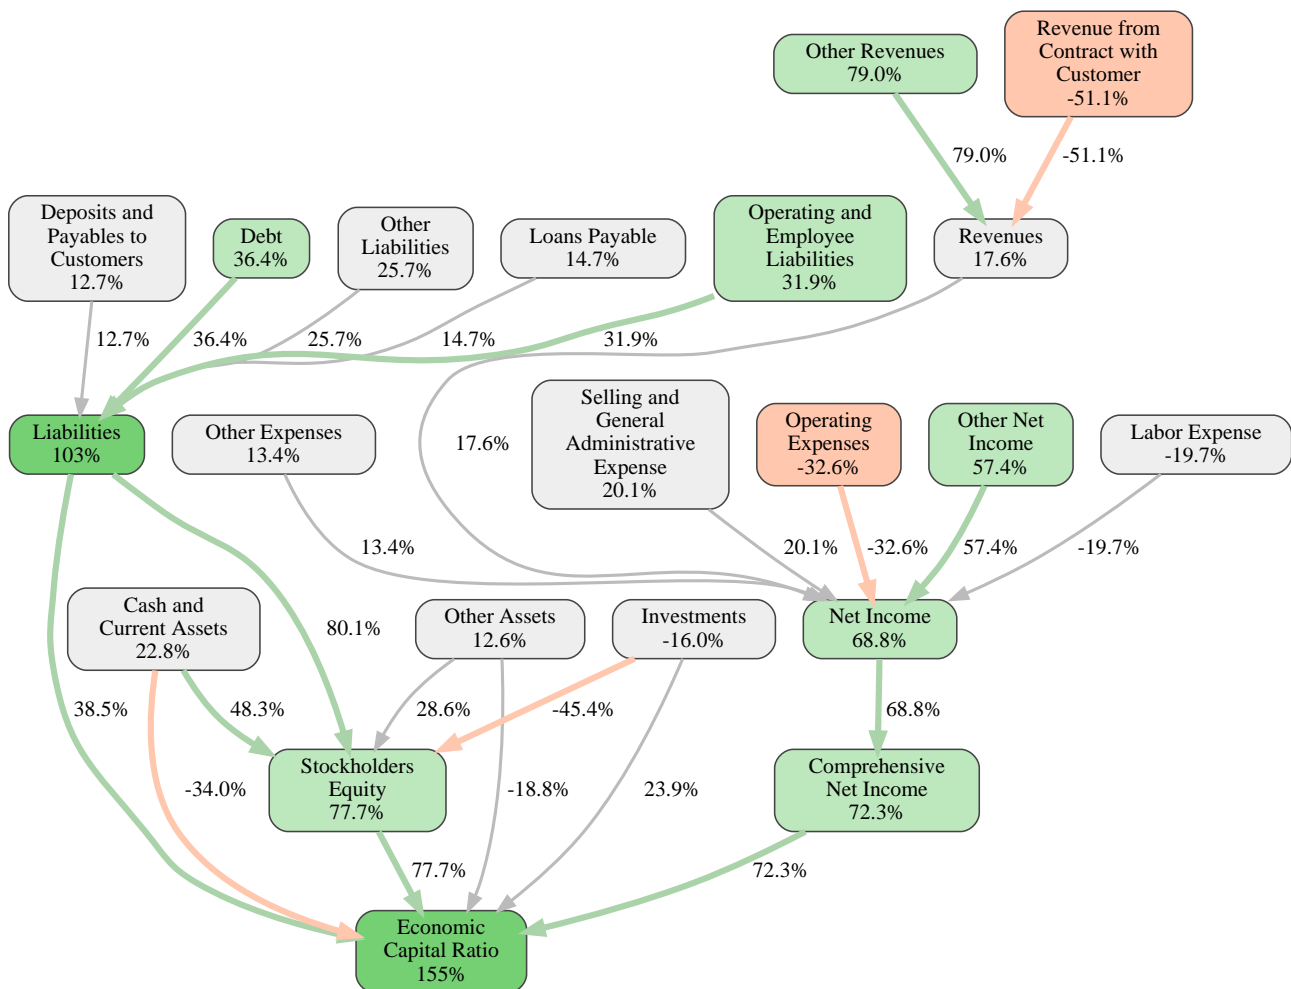 Other Revenues
79.0%
Revenue from
Contract with
Customer
-51.1%
79.0%
-51.1%
Deposits and
Payables to
Customers
12.7%
Debt
36.4%
Other
Liabilities
25.7%
Loans Payable
14.7%
Operating and
Employee
Liabilities
31.9%
Revenues
17.6%
12.7%
36.4%
25.7%
14.7%
31.9%
Liabilities
103%
Other Expenses
13.4%
17.6%
Selling and
General
Administrative
Expense
20.1%
Operating
Expenses
-32.6%
Other Net
Income
57.4%
Labor Expense
-19.7%
13.4%
20.1%
-32.6%
57.4%
-19.7%
Cash and
Current Assets
22.8%
80.1%
Other Assets
12.6%
Investments
-16.0%
Net Income
68.8%
38.5%
48.3%
28.6%
-45.4%
68.8%
-34.0%
Stockholders
Equity
77.7%
-18.8%
23.9%
Comprehensive
Net Income
72.3%
77.7%
72.3%
Economic
Capital Ratio
155%